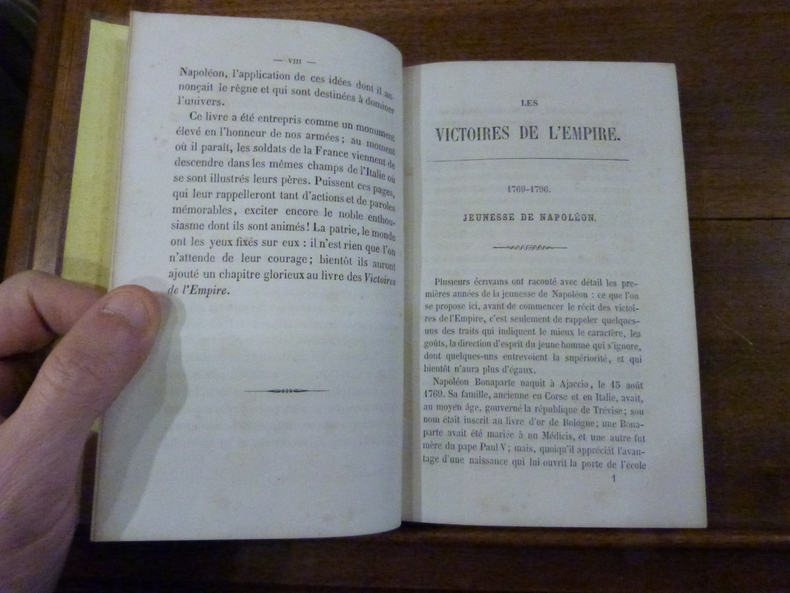 — VIII —
Napoléon, l'application de ces idées dont il an-
nonçait le règne et qui sont destinées à dominer
l'univers.
Ce livre a été entrepris comme un monument
élevé en l'honneur de nos armées; au moment
où il paraît, les soldats de la France viennent de
descendre dans les mêmes champs de l'Italie où
se sont illustrés leurs pères. Puissent ces pages,
qui leur rappelleront tant d'actions et de paroles
mémorables, exciter encore le noble enthou-
siasme dont ils sont animés! La patrie, le monde
ont les yeux fixés sur eux : il n'est rien que l'on
n'attende de leur courage; bientôt ils auront
ajouté un chapitre glorieux au livre des Victoires
de l'Empire.
LES
VICTOIRES DE L'EMPIRE.
1769-1796.
JEUNESSE DE NAPOLÉON.
Plusieurs écrivains ont raconté avec détail les pre-
mières années de la jeunesse de Napoléon : ce que l'on
se propose ici, avant de commencer le récit des victoi-
res de l'Empire, c'est seulement de rappeler quelques-
uns des traits qui indiquent le mieux le caractère, les
goûts, la direction d'esprit du jeune homme qui s'ignore,
dont quelques-uns entrevoient la supériorité, et qui
bientôt n'aura plus d'égaux.
Napoléon Bonaparte naquit à Ajaccio, le 15 août
1769. Sa famille, ancienne en Corse et en Italie, avait,
au moyen âge, gouverné la république de Trévise; son
nom était inscrit au livre d'or de Bologne; une Bona-
parte avait été mariée à un Médicis, et une autre fut
mère du pape Paul V; mais, quoiqu'il appréciât l'avan-
tage d'une naissance qui lui ouvrit la porte de l'école
1